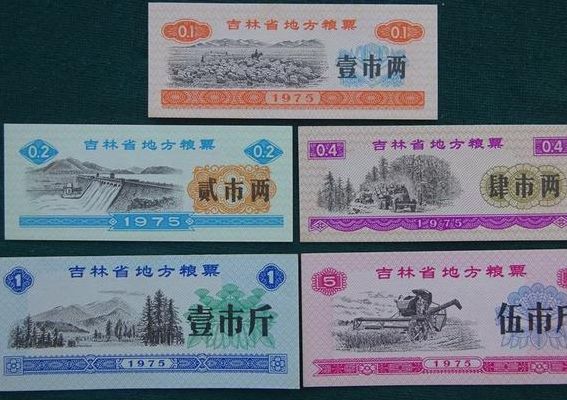 吉林省地方粮票
0.1 0.1
壹市两
1975
吉林省地方粮票
0.2 0.2
贰市两
1975
吉林省地方粮票
0.4 0.4
肆市两
1975
吉林省地方粮票
1 1
壹市斤
1975
吉林省地方粮票
5
伍市斤
1975